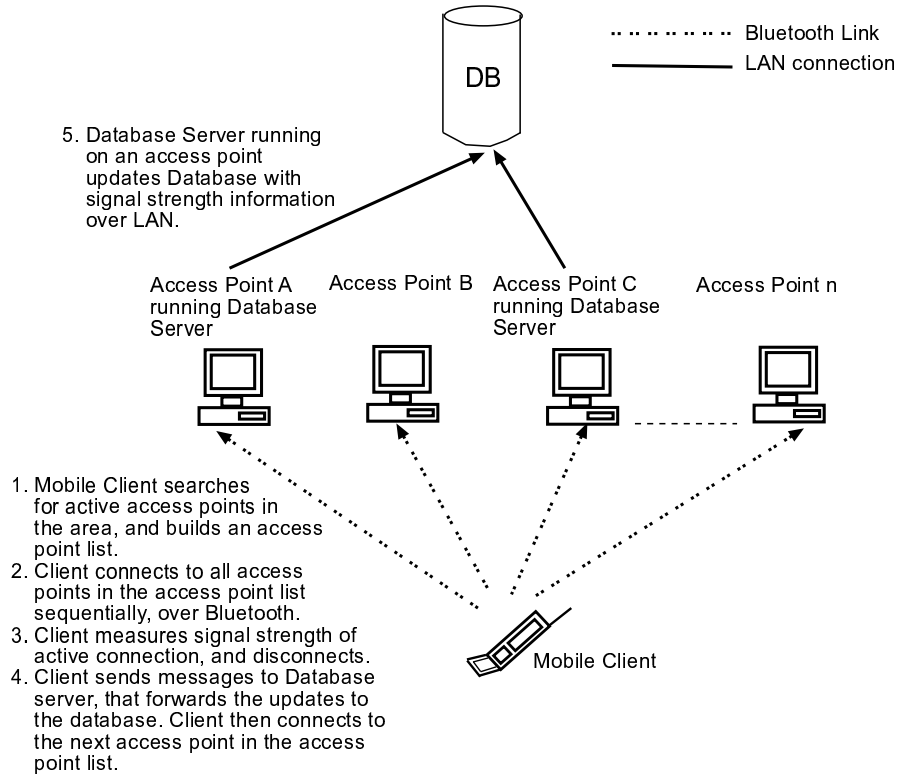 DB
Bluetooth Link
LAN connection
5. Database Server running
on an access point
updates Database with
signal strength information
over LAN.
Access Point A
running Database
Server
Access Point B
Access Point C
running Database
Server
Access Point n
1. Mobile Client searches
for active access points in
the area, and builds an access
point list.
2. Client connects to all access
points in the access point list
sequentially, over Bluetooth.
3. Client measures signal strength of
active connection, and disconnects.
4. Client sends messages to Database
server, that forwards the updates to
the database. Client then connects to
the next access point in the access
point list.
Mobile Client